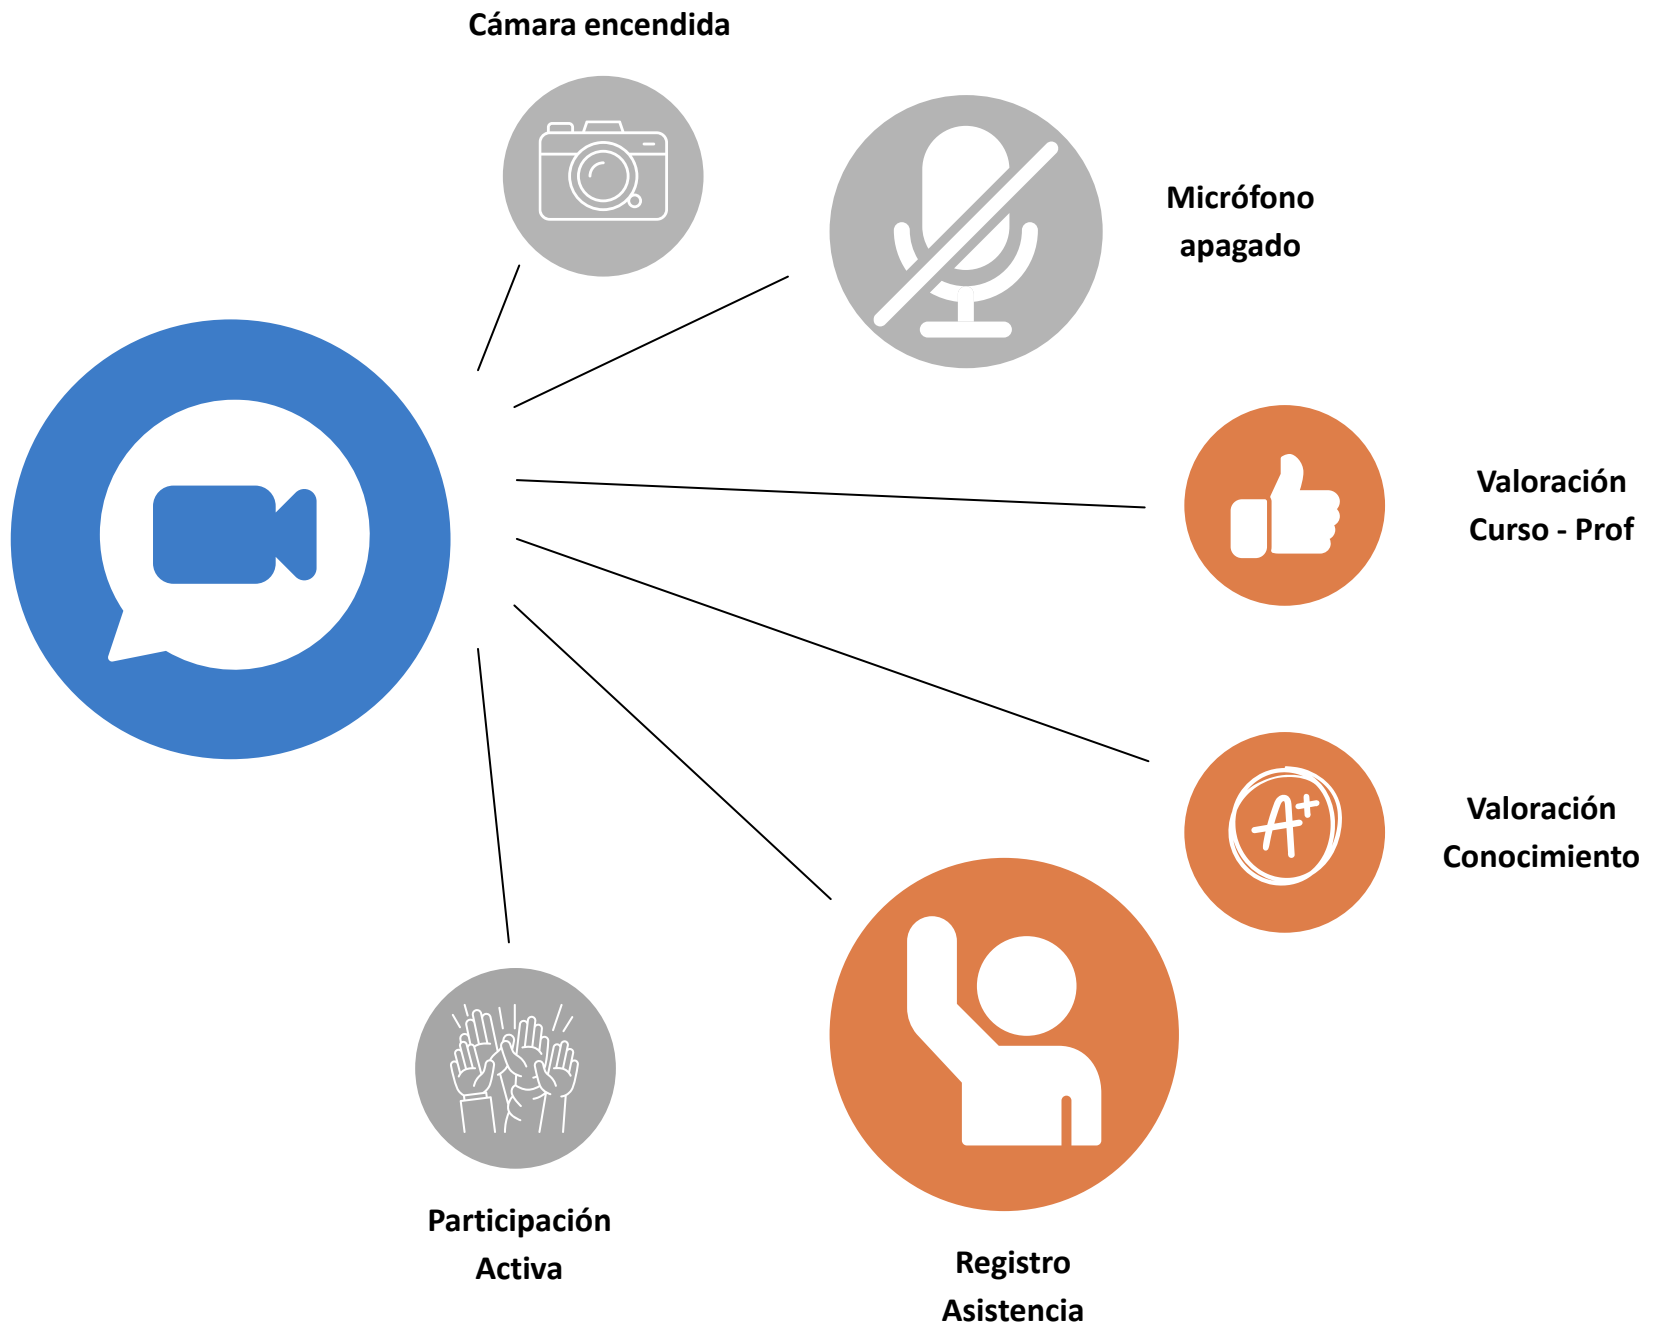 Cámara encendida
Micrófono
apagado
Valoración
Curso - Prof
A+
Valoración
Conocimiento
Participación
Activa
Registro
Asistencia